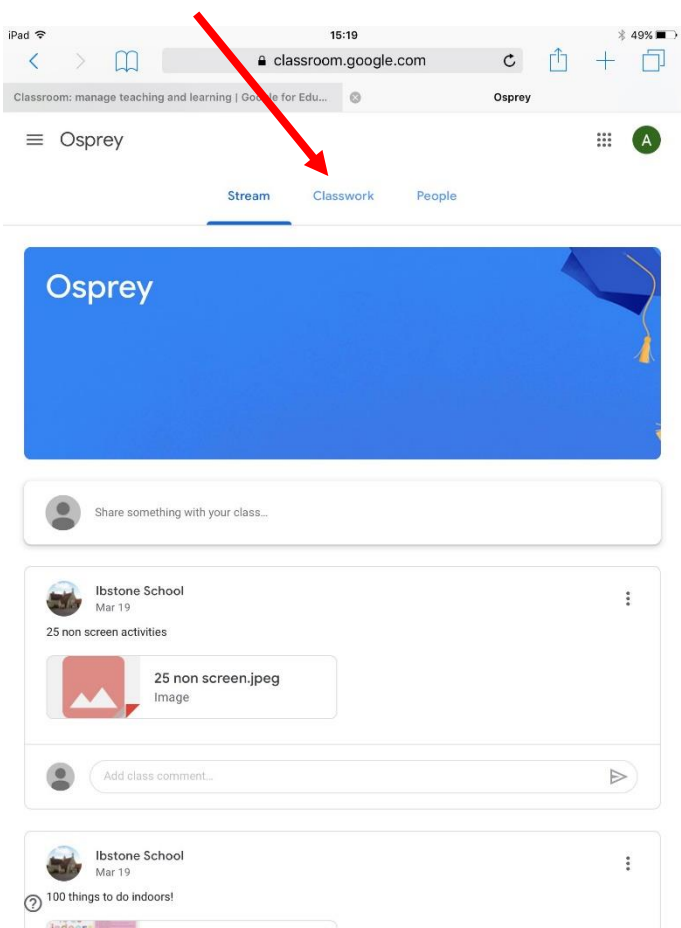 iPad 15:19 49%
classroom.google.com
Classroom: manage teaching and learning | Google for Edu... Osprey
Osprey A
Stream Classwork People
Osprey
Share something with your class...
Ibstone School
Mar 19
25 non screen activities
25 non screen.jpeg
Image
Add class comment...
Ibstone School
Mar 19
? 100 things to do indoors!